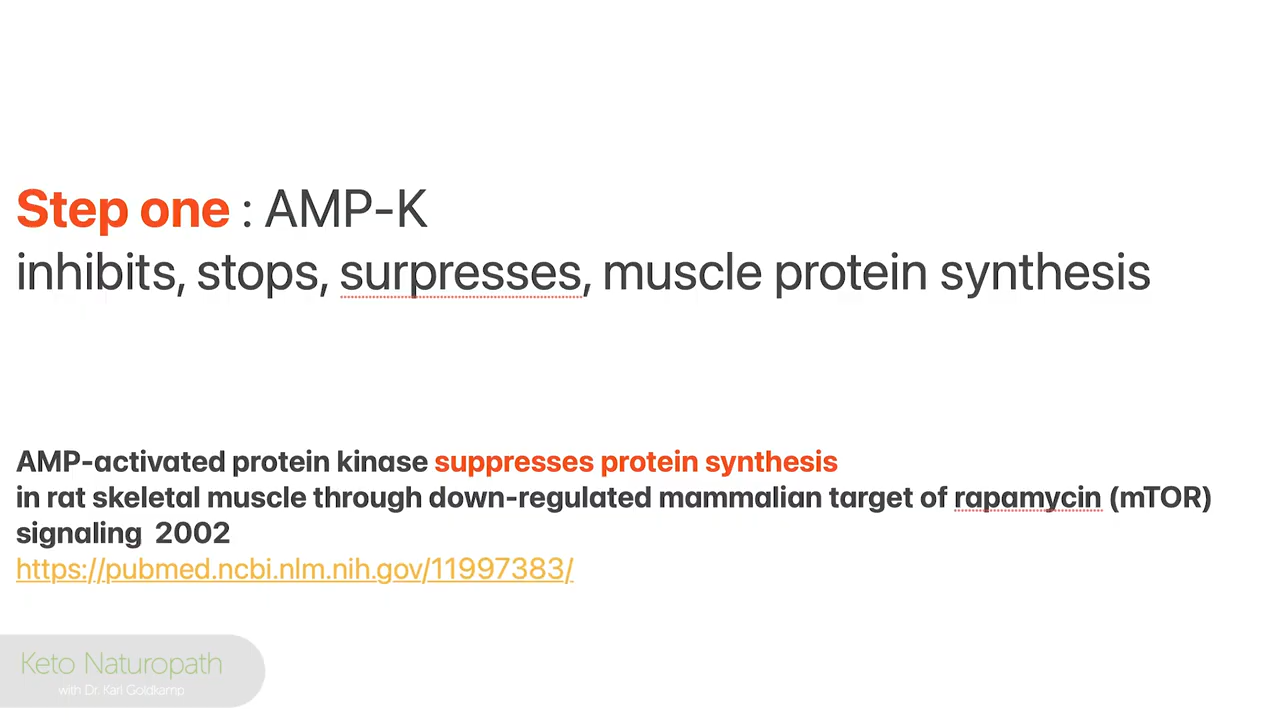 Step one : AMP-K
inhibits, stops, surpresses, muscle protein synthesis
AMP-activated protein kinase suppresses protein synthesis
in rat skeletal muscle through down-regulated mammalian target of rapamycin (mTOR)
signaling 2002
https://pubmed.ncbi.nlm.nih.gov/11997383/
Keto Naturopath
with Dr. Karl Goldkamp